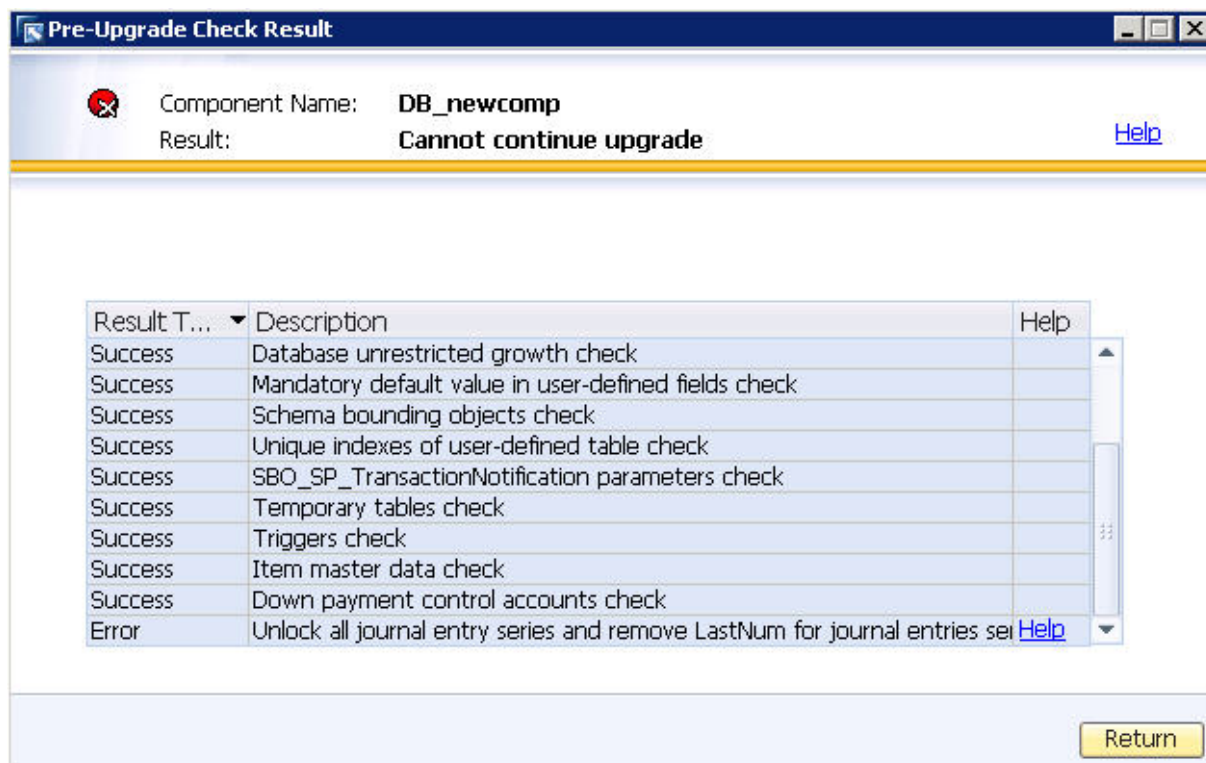 Pre-Upgrade Check Result
Component Name: DB_newcomp
Result: Cannot continue upgrade
Help
Result T... Description Help
Success Database unrestricted growth check
Success Mandatory default value in user-defined fields check
Success Schema bounding objects check
Success Unique indexes of user-defined table check
Success SBO_SP_TransactionNotification parameters check
Success Temporary tables check
Success Triggers check
Success Item master data check
Success Down payment control accounts check
Error Unlock all journal entry series and remove LastNum for journal entries ser Help
Return